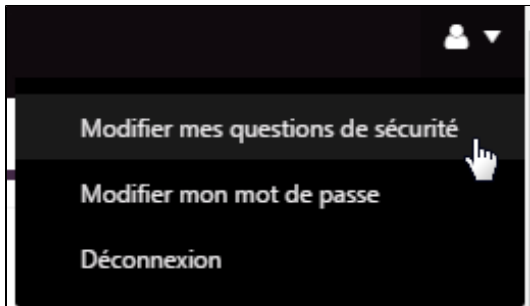 Modifier mes questions de sécurité
Modifier mon mot de passe
Déconnexion